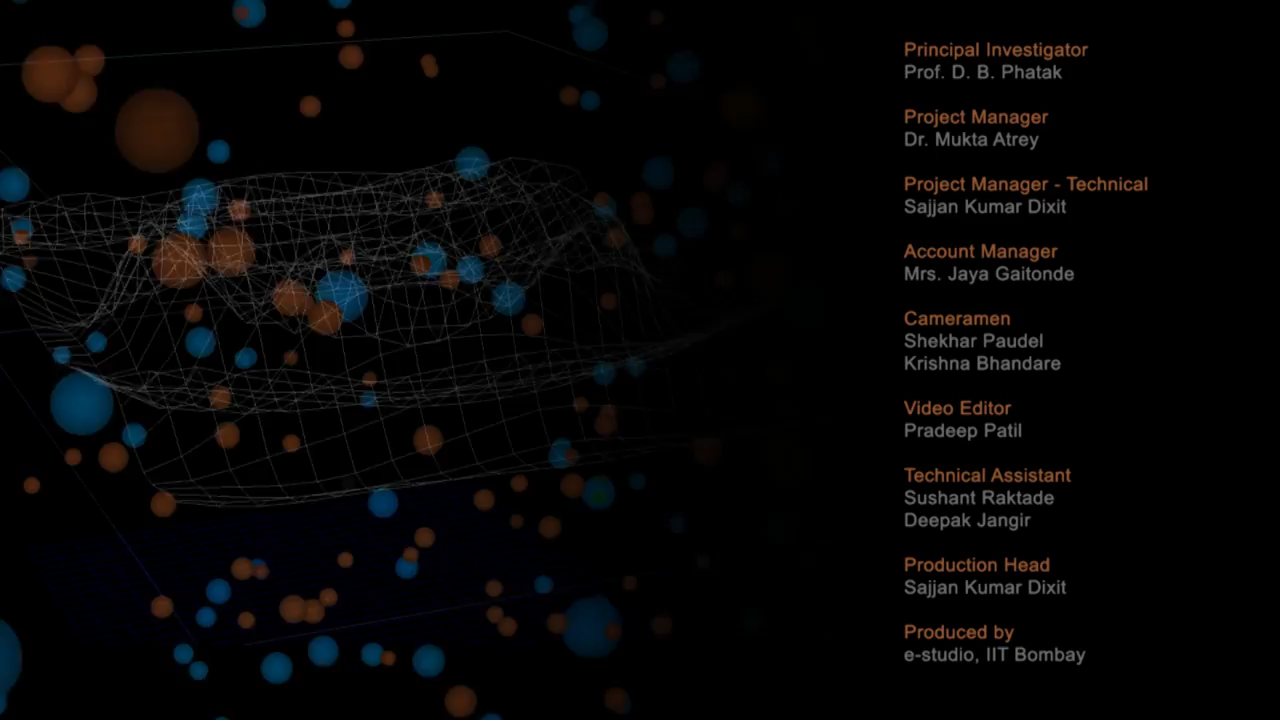 Principal Investigator
Prof. D. B. Phatak
Project Manager
Dr. Mukta Atrey
Project Manager - Technical
Sajjan Kumar Dixit
Account Manager
Mrs. Jaya Gaitonde
Cameramen
Shekhar Paudel
Krishna Bhandare
Video Editor
Pradeep Patil
Technical Assistant
Sushant Raktade
Deepak Jangir
Production Head
Sajjan Kumar Dixit
Produced by
e-studio, IIT Bombay